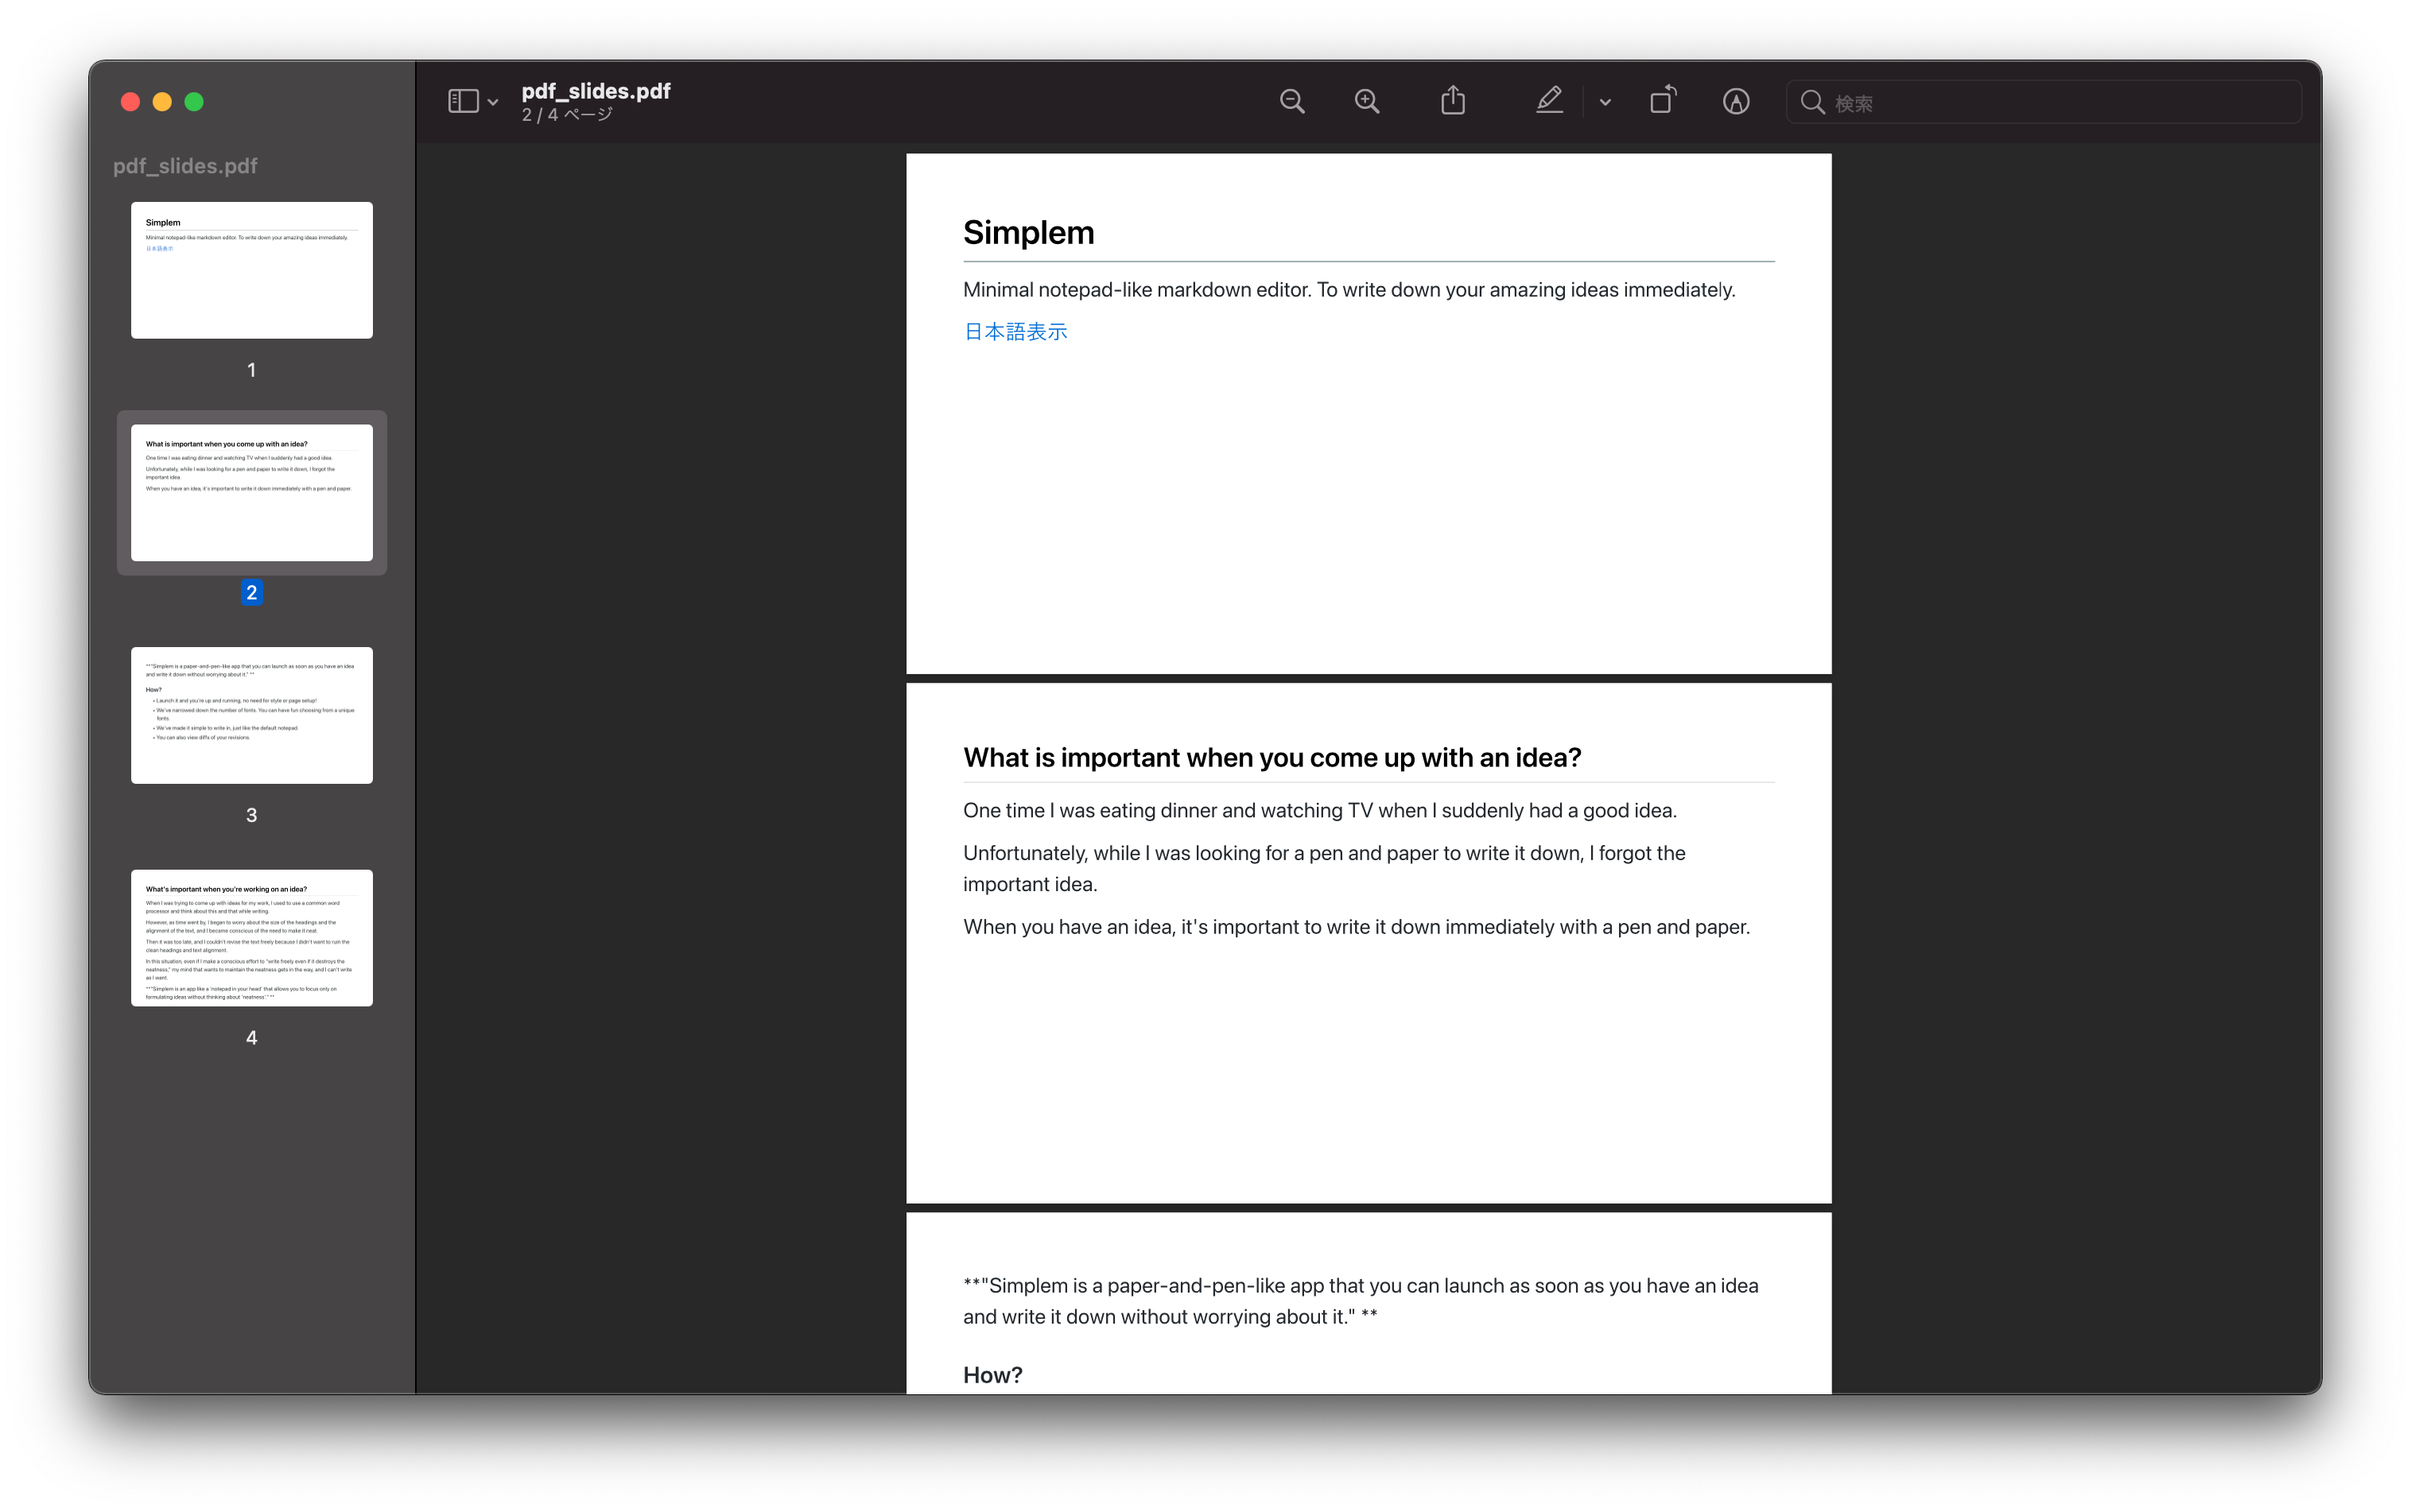 pdf_slides.pdf
2 / 4 ページ
検索
pdf_slides.pdf
Simplem
Minimal notepad-like markdown editor. To write down your amazing ideas immediately.
日本語表示
1
What is important when you come up with an idea?
One time I was eating dinner and watching TV when I suddenly had a good idea.
Unfortunately, while I was looking for a pen and paper to write it down, I forgot the
important idea.
When you have an idea, it's important to write it down immediately with a pen and paper.
2
**"Simplem is a paper-and-pen-like app that you can launch as soon as you have an idea
and write it down without worrying about it." **
How?
• Launch it and you're up and running, no need for style or page setup!
• We've narrowed down the number of fonts. You can have fun choosing from a unique
fonts.
• We've made it simple to write in, just like the default notepad.
• You can also view diffs of your revisions.
3
What's important when you're working on an idea?
When I was trying to come up with ideas for my work, I used to use a common word
processor and think about this and that while writing.
However, as time went by, I began to worry about the size of the headings and the
alignment of the text, and I became conscious of the need to make it neat.
Then it was too late, and I couldn't revise the text freely because I didn't want to ruin the
clean headings and text alignment.
In this situation, even if I make a conscious effort to "write freely even if it destroys the
neatness," my mind that wants to maintain the neatness gets in the way, and I can't write
as I want.
**"Simplem is an app like a 'notepad in your head' that allows you to focus only on
formulating ideas without thinking about 'neatness'." **
4
Simplem
Minimal notepad-like markdown editor. To write down your amazing ideas immediately.
日本語表示
What is important when you come up with an idea?
One time I was eating dinner and watching TV when I suddenly had a good idea.
Unfortunately, while I was looking for a pen and paper to write it down, I forgot the
important idea.
When you have an idea, it's important to write it down immediately with a pen and paper.
**"Simplem is a paper-and-pen-like app that you can launch as soon as you have an idea
and write it down without worrying about it." **
How?